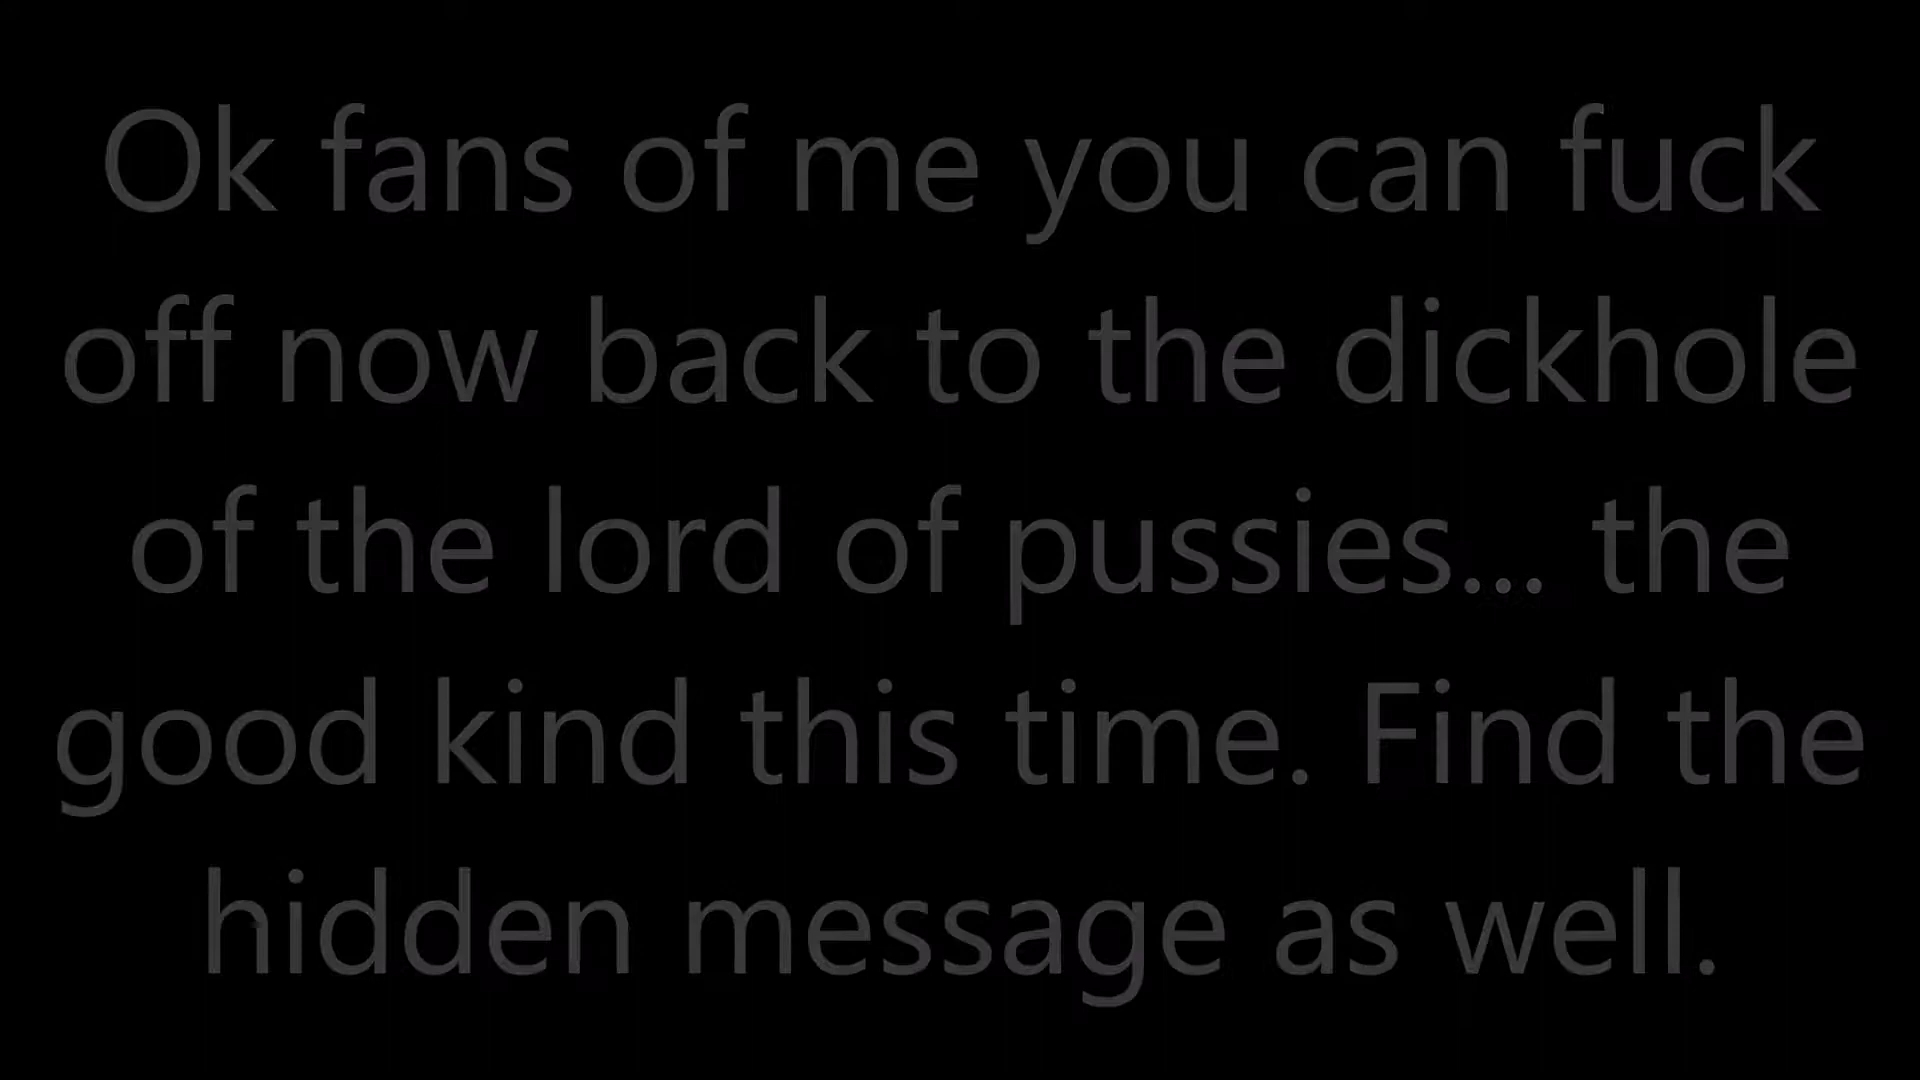 Ok fans of me you can fuck
off now back to the dickhole
of the lord of pussies... the
good kind this time. Find the
hidden message as well.